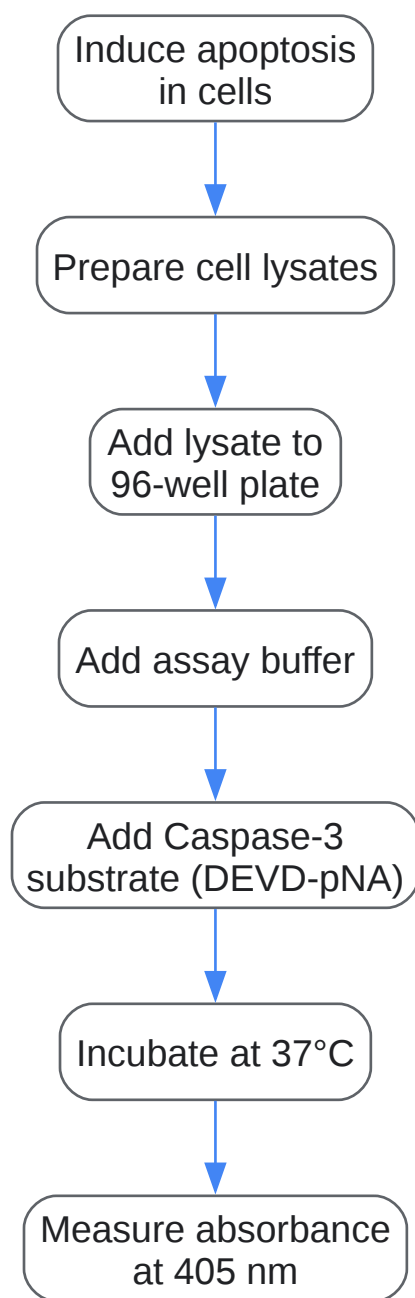 Induce apoptosis
in cells
Prepare cell lysates
Add lysate to
96-well plate
Add assay buffer
Add Caspase-3
substrate (DEVD-pNA)
Incubate at 37°C
Measure absorbance
at 405 nm